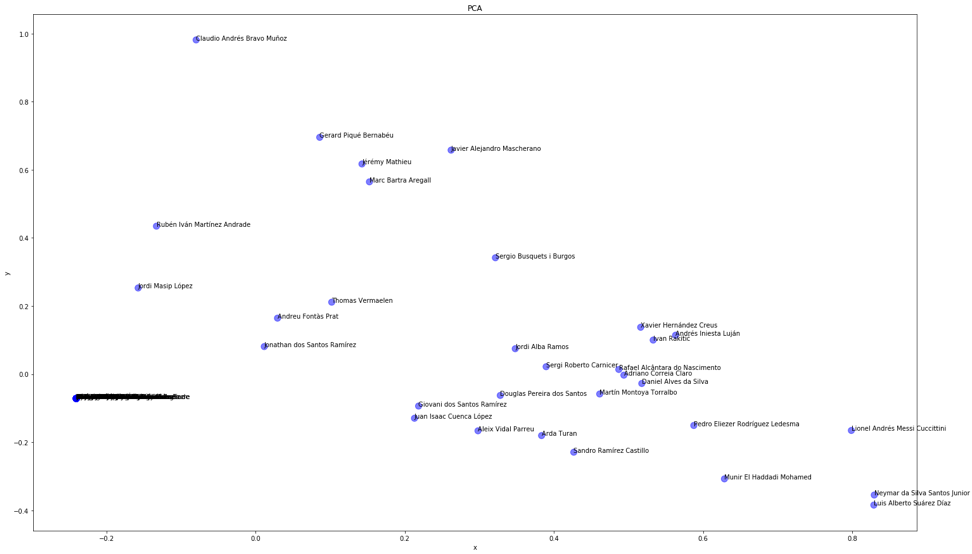 PCA
1.0
Claudio Andrés Bravo Muñoz
0.8
Gerard Piqué Bernabéu
Javier Alejandro Mascherano
Jérémy Mathieu
0.6
Marc Bartra Aregall
Rubén Iván Martínez Andrade
0.4
Sergio Busquets i Burgos
y
Jordi Masip López
Thomas Vermaelen
0.2
Andreu Fontàs Prat
Xavier Hernández Creus
Andrés Iniesta Luján
Ivan Rakitic
Jonathan dos Santos Ramírez
Jordi Alba Ramos
Sergi Roberto Carnicer
Rafael Alcântara do Nascimento
0.0
Adriano Correia Claro
Daniel Alves da Silva
Douglas Pereira dos Santos
Martín Montoya Torralbo
Giovani dos Santos Ramírez
Juan Isaac Cuenca López
Pedro Eliezer Rodríguez Ledesma
Lionel Andrés Messi Cuccittini
Aleix Vidal Parreu
Arda Turan
−0.2
Sandro Ramírez Castillo
Munir El Haddadi Mohamed
Neymar da Silva Santos Junior
Luis Alberto Suárez Díaz
−0.4
−0.2 0.0 0.2 0.4 0.6 0.8
x